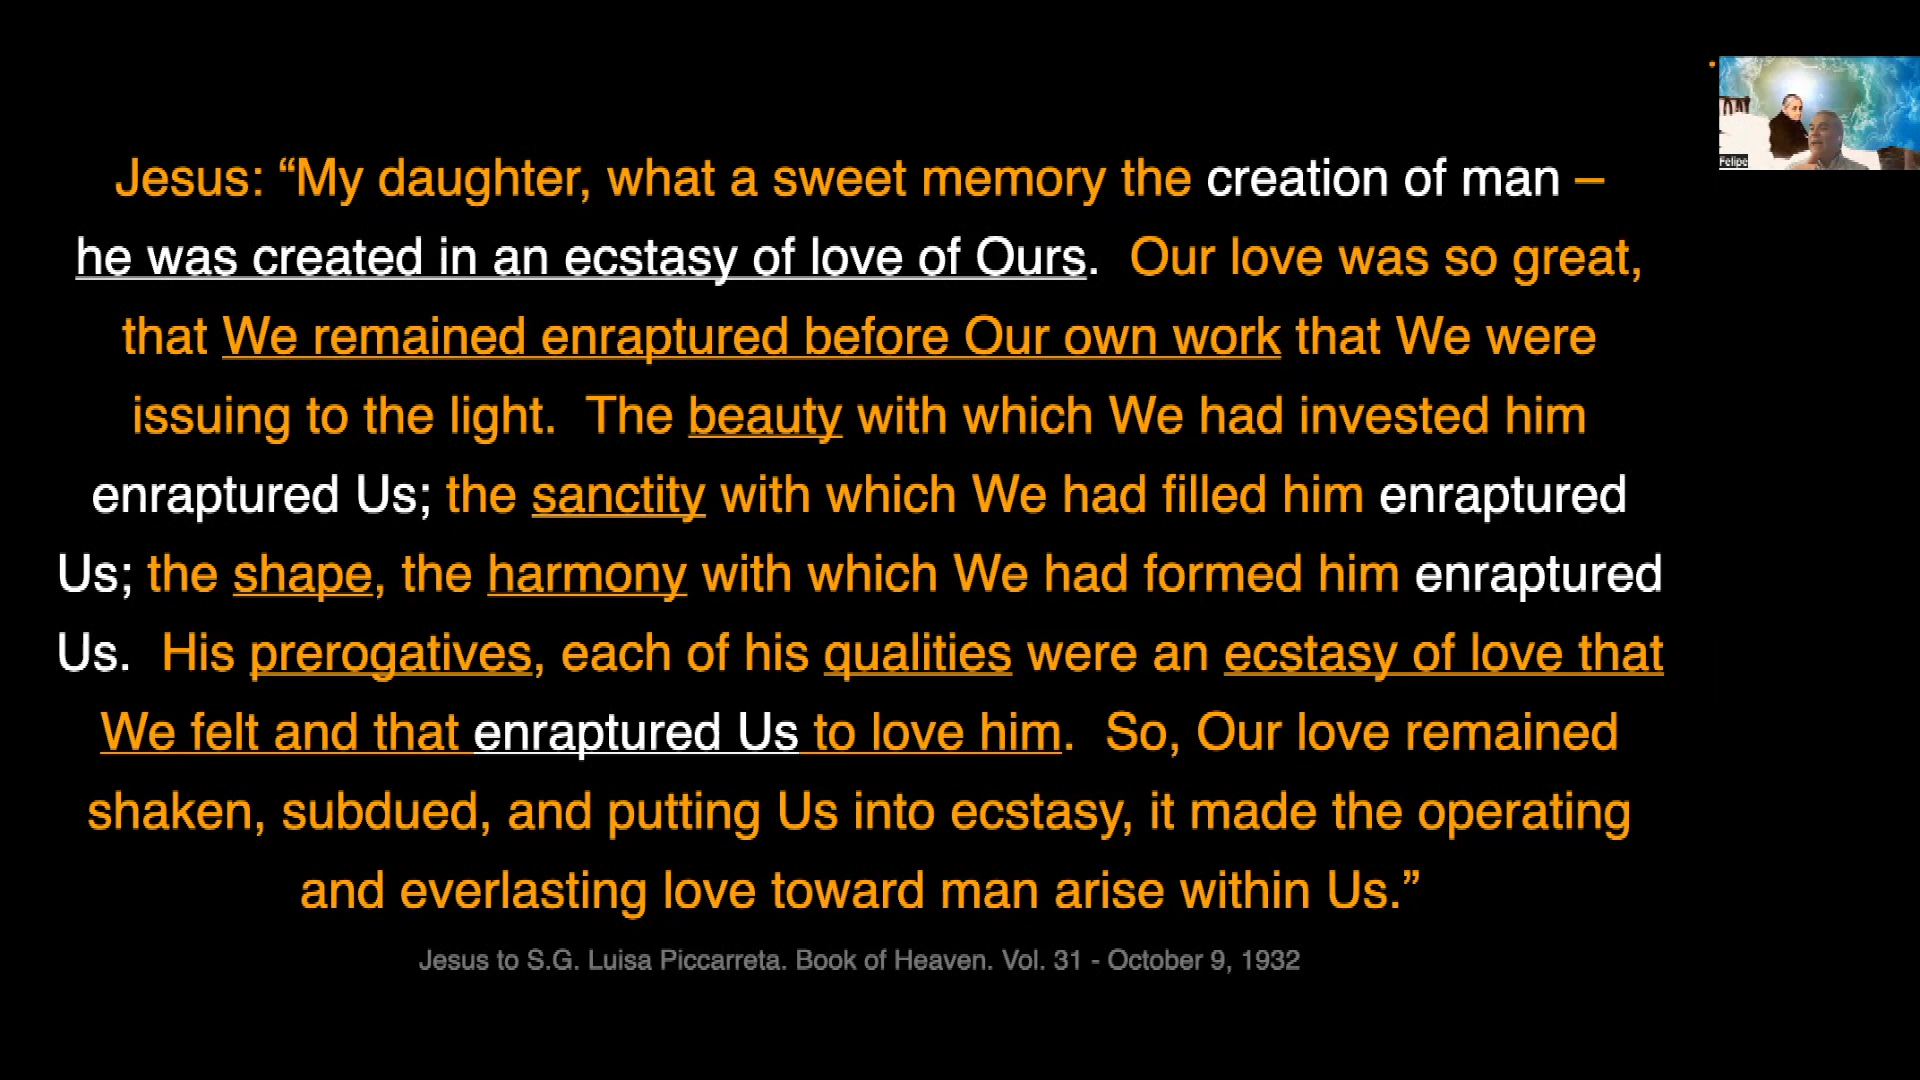 Jesus: “My daughter, what a sweet memory the creation of man –
he was created in an ecstasy of love of Ours.  Our love was so great,
that We remained enraptured before Our own work that We were
issuing to the light.  The beauty with which We had invested him
enraptured Us; the sanctity with which We had filled him enraptured
Us; the shape, the harmony with which We had formed him enraptured
Us.  His prerogatives, each of his qualities were an ecstasy of love that
We felt and that enraptured Us to love him.  So, Our love remained
shaken, subdued, and putting Us into ecstasy, it made the operating
and everlasting love toward man arise within Us.”
Jesus to S.G. Luisa Piccarreta. Book of Heaven. Vol. 31 - October 9, 1932
Felipe